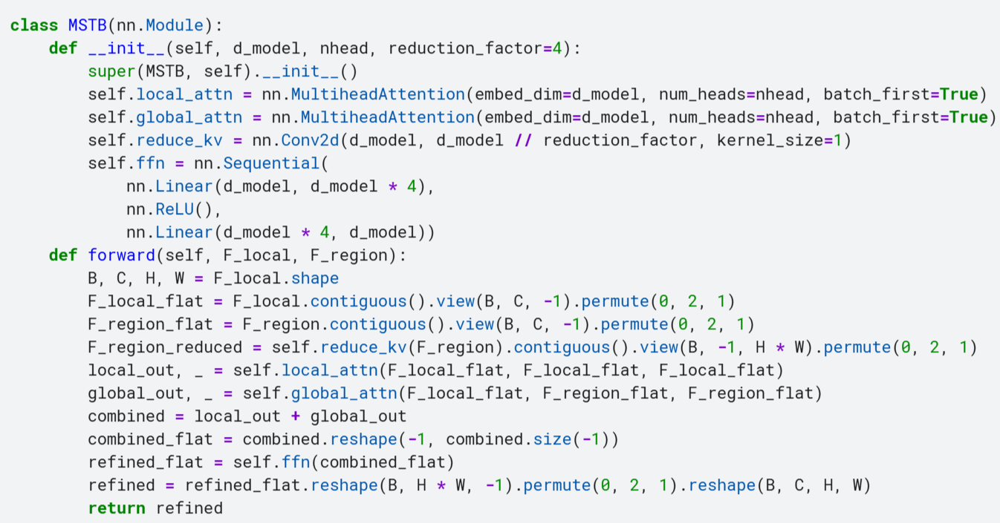 class MSTB(nn.Module):
    def __init__(self, d_model, nhead, reduction_factor=4):
        super(MSTB, self).__init__()
        self.local_attn = nn.MultiheadAttention(embed_dim=d_model, num_heads=nhead, batch_first=True)
        self.global_attn = nn.MultiheadAttention(embed_dim=d_model, num_heads=nhead, batch_first=True)
        self.reduce_kv = nn.Conv2d(d_model, d_model // reduction_factor, kernel_size=1)
        self.ffn = nn.Sequential(
            nn.Linear(d_model, d_model * 4),
            nn.ReLU(),
            nn.Linear(d_model * 4, d_model))
    def forward(self, F_local, F_region):
        B, C, H, W = F_local.shape
        F_local_flat = F_local.contiguous().view(B, C, -1).permute(0, 2, 1)
        F_region_flat = F_region.contiguous().view(B, C, -1).permute(0, 2, 1)
        F_region_reduced = self.reduce_kv(F_region).contiguous().view(B, -1, H * W).permute(0, 2, 1)
        local_out, _ = self.local_attn(F_local_flat, F_local_flat, F_local_flat)
        global_out, _ = self.global_attn(F_local_flat, F_region_flat, F_region_flat)
        combined = local_out + global_out
        combined_flat = combined.reshape(-1, combined.size(-1))
        refined_flat = self.ffn(combined_flat)
        refined = refined_flat.reshape(B, H * W, -1).permute(0, 2, 1).reshape(B, C, H, W)
        return refined